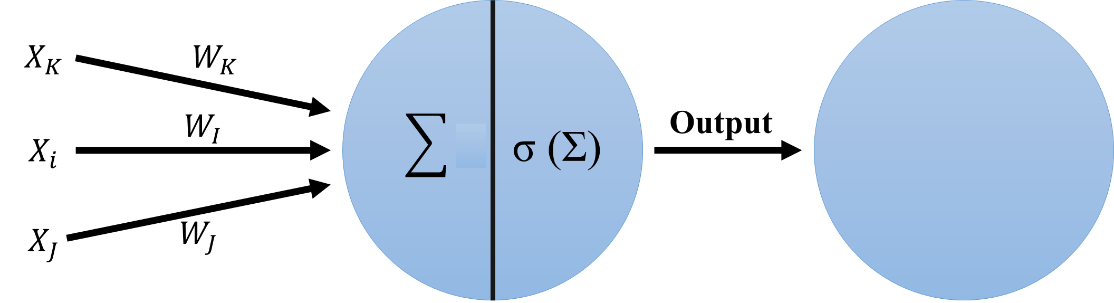 X_K
W_K
X_i
W_I
X_J
W_J
∑
σ (Σ)
Output